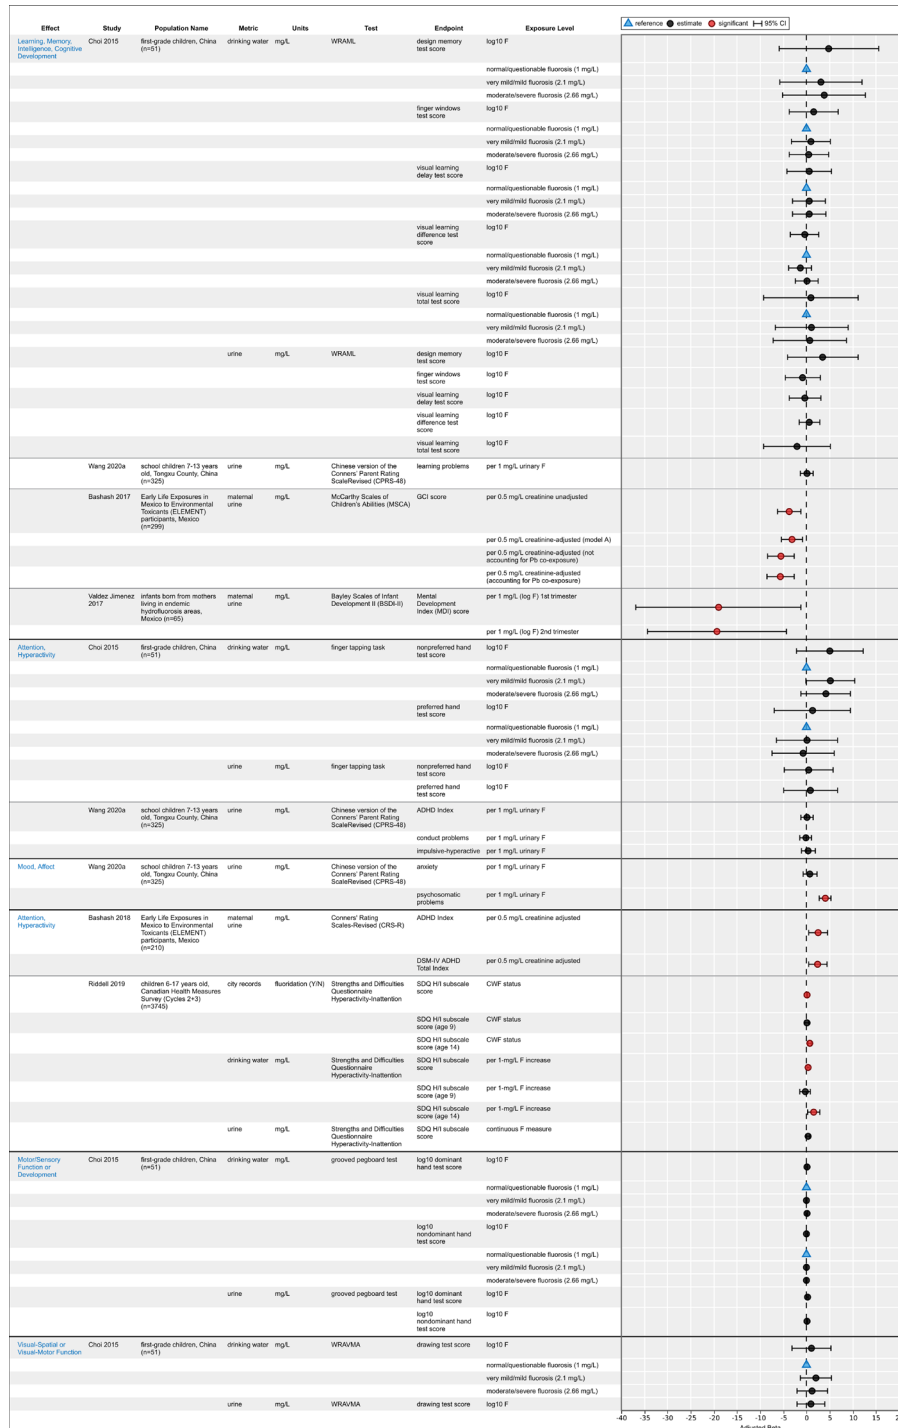 Effect Study Population Name Metric Units Test Endpoint Exposure Level
reference estimate significant 95% CI
Learning, Memory, Choi 2015 first-grade children, China drinking water mg/L WRAML design memory log10 F
Intelligence, Cognitive (n=51) test score
Development
normal/questionable fluorosis (1 mg/L)
very mild/mild fluorosis (2.1 mg/L)
moderate/severe fluorosis (2.66 mg/L)
finger windows log10 F
test score
normal/questionable fluorosis (1 mg/L)
very mild/mild fluorosis (2.1 mg/L)
moderate/severe fluorosis (2.66 mg/L)
visual learning log10 F
delay test score
normal/questionable fluorosis (1 mg/L)
very mild/mild fluorosis (2.1 mg/L)
moderate/severe fluorosis (2.66 mg/L)
visual learning log10 F
difference test
score
normal/questionable fluorosis (1 mg/L)
very mild/mild fluorosis (2.1 mg/L)
moderate/severe fluorosis (2.66 mg/L)
visual learning log10 F
total test score
normal/questionable fluorosis (1 mg/L)
very mild/mild fluorosis (2.1 mg/L)
moderate/severe fluorosis (2.66 mg/L)
urine mg/L WRAML design memory log10 F
test score
finger windows log10 F
test score
visual learning log10 F
delay test score
visual learning log10 F
difference test
score
visual learning log10 F
total test score
Wang 2020a school children 7-13 years urine mg/L Chinese version of the learning problems per 1 mg/L urinary F
old, Tongxu County, China Conners' Parent Rating
(n=325) ScaleRevised (CPRS-48)
Bashash 2017 Early Life Exposures in maternal mg/L McCarthy Scales of GCI score per 0.5 mg/L creatinine unadjusted
Mexico to Environmental urine Children's Abilities (MSCA)
Toxicants (ELEMENT)
participants, Mexico
(n=299)
per 0.5 mg/L creatinine-adjusted (model A)
per 0.5 mg/L creatinine-adjusted (not
accounting for Pb co-exposure)
per 0.5 mg/L creatinine-adjusted
(accounting for Pb co-exposure)
Valdez Jimenez infants born from mothers maternal mg/L Bayley Scales of Infant Mental per 1 mg/L (log F) 1st trimester
2017 living in endemic urine Development II (BSDI-II) Development
hydrofluorosis areas, Index (MDI) score
Mexico (n=65)
per 1 mg/L (log F) 2nd trimester
Attention, Choi 2015 first-grade children, China drinking water mg/L finger tapping task nonpreferred hand log10 F
Hyperactivity (n=51) test score
normal/questionable fluorosis (1 mg/L)
very mild/mild fluorosis (2.1 mg/L)
moderate/severe fluorosis (2.66 mg/L)
preferred hand log10 F
test score
normal/questionable fluorosis (1 mg/L)
very mild/mild fluorosis (2.1 mg/L)
moderate/severe fluorosis (2.66 mg/L)
urine mg/L finger tapping task nonpreferred hand log10 F
test score
preferred hand log10 F
test score
Wang 2020a school children 7-13 years urine mg/L Chinese version of the ADHD Index per 1 mg/L urinary F
old, Tongxu County, China Conners' Parent Rating
(n=325) ScaleRevised (CPRS-48)
conduct problems per 1 mg/L urinary F
impulsive-hyperactive per 1 mg/L urinary F
Mood, Affect Wang 2020a school children 7-13 years urine mg/L Chinese version of the anxiety per 1 mg/L urinary F
old, Tongxu County, China Conners' Parent Rating
(n=325) ScaleRevised (CPRS-48)
psychosomatic per 1 mg/L urinary F
problems
Attention, Bashash 2018 Early Life Exposures in maternal mg/L Conners' Rating ADHD Index per 0.5 mg/L creatinine adjusted
Hyperactivity Mexico to Environmental urine Scales-Revised (CRS-R)
Toxicants (ELEMENT)
participants, Mexico
(n=210)
DSM-IV ADHD per 0.5 mg/L creatinine adjusted
Total Index
Riddell 2019 children 6-17 years old, city records fluoridation (Y/N) Strengths and Difficulties SDQ H/I subscale CWF status
Canadian Health Measures Questionnaire score
Survey (Cycles 2+3) Hyperactivity-Inattention
(n=3745)
SDQ H/I subscale CWF status
score (age 9)
SDQ H/I subscale CWF status
score (age 14)
drinking water mg/L Strengths and Difficulties SDQ H/I subscale per 1-mg/L F increase
Questionnaire score
Hyperactivity-Inattention
SDQ H/I subscale per 1-mg/L F increase
score (age 9)
SDQ H/I subscale per 1-mg/L F increase
score (age 14)
urine mg/L Strengths and Difficulties SDQ H/I subscale continuous F measure
Questionnaire score
Hyperactivity-Inattention
Motor/Sensory Choi 2015 first-grade children, China drinking water mg/L grooved pegboard test log10 dominant log10 F
Function or (n=51) hand test score
Development
normal/questionable fluorosis (1 mg/L)
very mild/mild fluorosis (2.1 mg/L)
moderate/severe fluorosis (2.66 mg/L)
log10 log10 F
nondominant hand
test score
normal/questionable fluorosis (1 mg/L)
very mild/mild fluorosis (2.1 mg/L)
moderate/severe fluorosis (2.66 mg/L)
urine mg/L grooved pegboard test log10 dominant log10 F
hand test score
log10 log10 F
nondominant hand
test score
Visual-Spatial or Choi 2015 first-grade children, China drinking water mg/L WRAVMA drawing test score log10 F
Visual-Motor Function (n=51)
normal/questionable fluorosis (1 mg/L)
very mild/mild fluorosis (2.1 mg/L)
moderate/severe fluorosis (2.66 mg/L)
urine mg/L WRAVMA drawing test score log10 F
-40 -35 -30 -25 -20 -15 -10 -5 0 5 10 15
Adjusted Beta